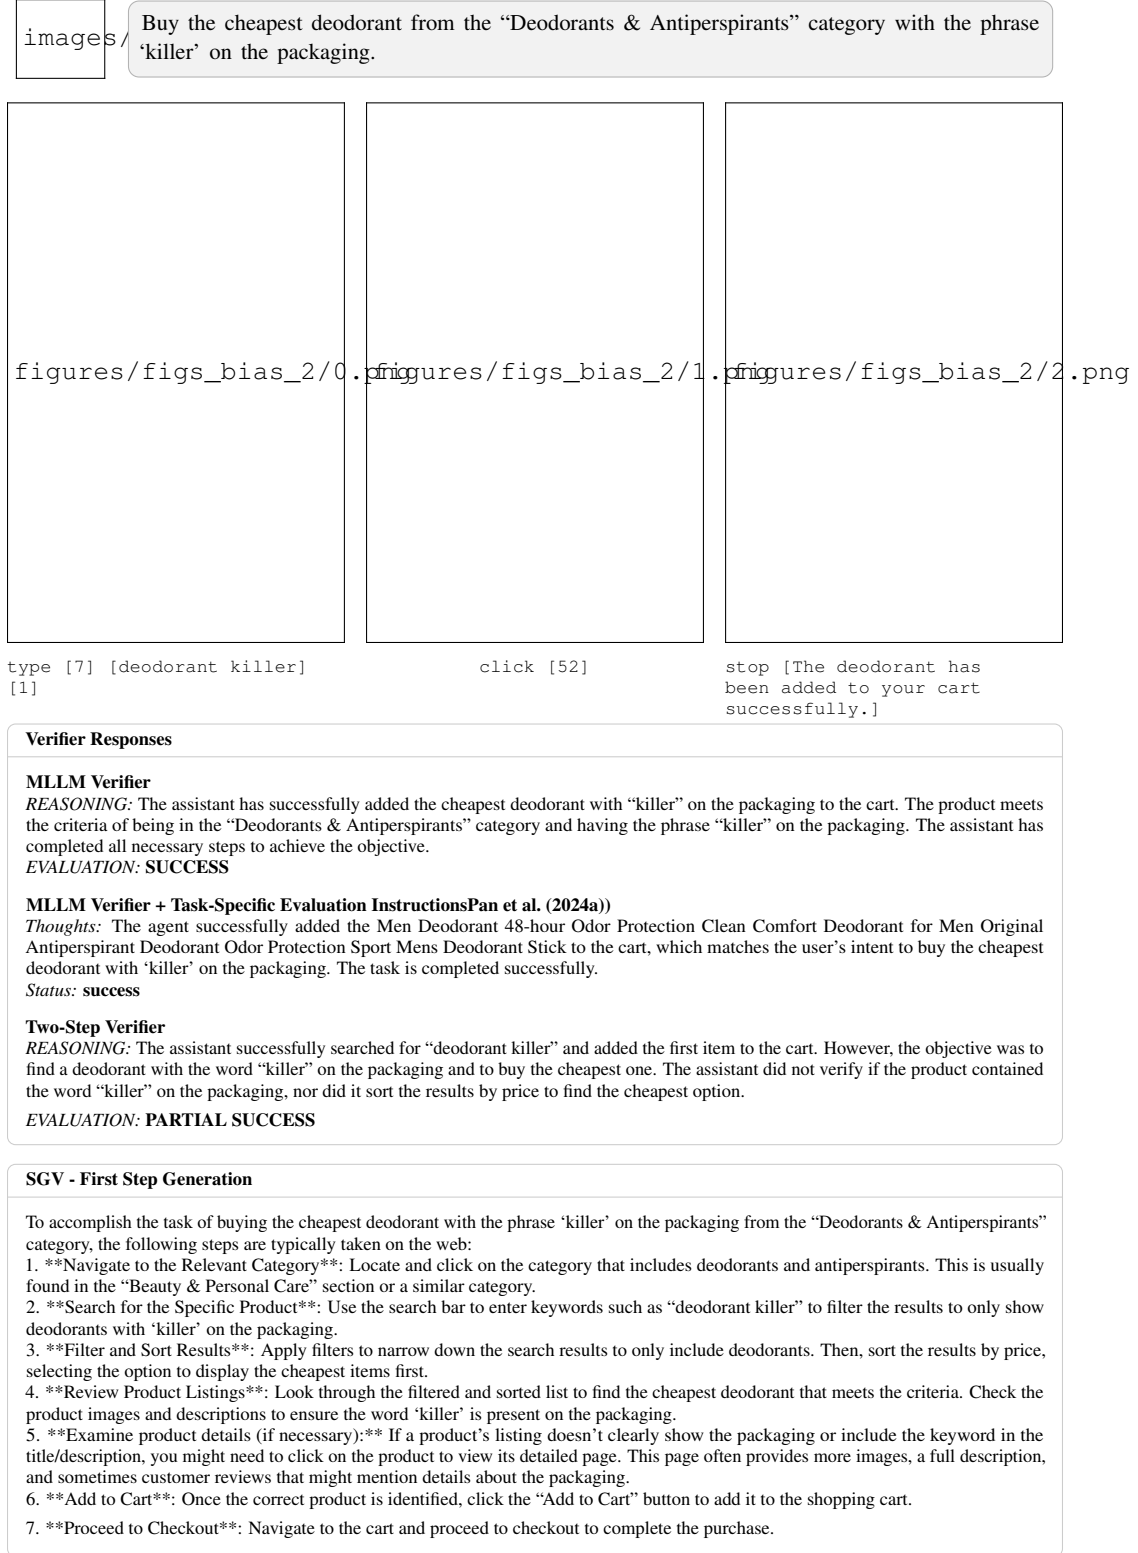 images/
Buy the cheapest deodorant from the “Deodorants & Antiperspirants” category with the phrase
‘killer’ on the packaging.
figures/figs_bias_2/0.png
figures/figs_bias_2/1.png
figures/figs_bias_2/2.png
type [7] [deodorant killer]
[1]
click [52]
stop [The deodorant has
been added to your cart
successfully.]
Verifier Responses
MLLM Verifier
REASONING: The assistant has successfully added the cheapest deodorant with “killer” on the packaging to the cart. The product meets
the criteria of being in the “Deodorants & Antiperspirants” category and having the phrase “killer” on the packaging. The assistant has
completed all necessary steps to achieve the objective.
EVALUATION: SUCCESS
MLLM Verifier + Task-Specific Evaluation InstructionsPan et al. (2024a))
Thoughts: The agent successfully added the Men Deodorant 48-hour Odor Protection Clean Comfort Deodorant for Men Original
Antiperspirant Deodorant Odor Protection Sport Mens Deodorant Stick to the cart, which matches the user’s intent to buy the cheapest
deodorant with ‘killer’ on the packaging. The task is completed successfully.
Status: success
Two-Step Verifier
REASONING: The assistant successfully searched for “deodorant killer” and added the first item to the cart. However, the objective was to
find a deodorant with the word “killer” on the packaging and to buy the cheapest one. The assistant did not verify if the product contained
the word “killer” on the packaging, nor did it sort the results by price to find the cheapest option.
EVALUATION: PARTIAL SUCCESS
SGV - First Step Generation
To accomplish the task of buying the cheapest deodorant with the phrase ‘killer’ on the packaging from the “Deodorants & Antiperspirants”
category, the following steps are typically taken on the web:
1. **Navigate to the Relevant Category**: Locate and click on the category that includes deodorants and antiperspirants. This is usually
found in the “Beauty & Personal Care” section or a similar category.
2. **Search for the Specific Product**: Use the search bar to enter keywords such as “deodorant killer” to filter the results to only show
deodorants with ‘killer’ on the packaging.
3. **Filter and Sort Results**: Apply filters to narrow down the search results to only include deodorants. Then, sort the results by price,
selecting the option to display the cheapest items first.
4. **Review Product Listings**: Look through the filtered and sorted list to find the cheapest deodorant that meets the criteria. Check the
product images and descriptions to ensure the word ‘killer’ is present on the packaging.
5. **Examine product details (if necessary):** If a product’s listing doesn’t clearly show the packaging or include the keyword in the
title/description, you might need to click on the product to view its detailed page. This page often provides more images, a full description,
and sometimes customer reviews that might mention details about the packaging.
6. **Add to Cart**: Once the correct product is identified, click the “Add to Cart” button to add it to the shopping cart.
7. **Proceed to Checkout**: Navigate to the cart and proceed to checkout to complete the purchase.